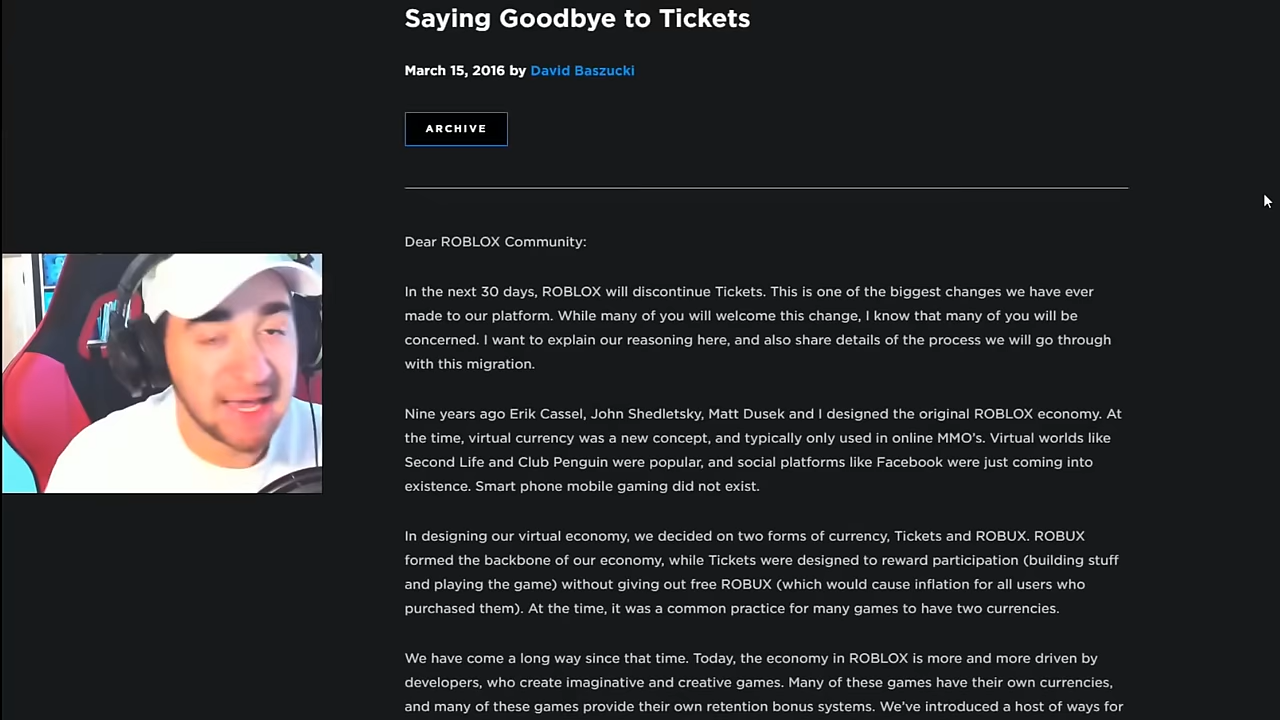 Saying Goodbye to Tickets
March 15, 2016 by David Baszucki
ARCHIVE
Dear ROBLOX Community:
In the next 30 days, ROBLOX will discontinue Tickets. This is one of the biggest changes we have ever
made to our platform. While many of you will welcome this change, I know that many of you will be
concerned. I want to explain our reasoning here, and also share details of the process we will go through
with this migration.
Nine years ago Erik Cassel, John Shedletsky, Matt Dusek and I designed the original ROBLOX economy. At
the time, virtual currency was a new concept, and typically only used in online MMO's. Virtual worlds like
Second Life and Club Penguin were popular, and social platforms like Facebook were just coming into
existence. Smart phone mobile gaming did not exist.
In designing our virtual economy, we decided on two forms of currency, Tickets and ROBUX. ROBUX
formed the backbone of our economy, while Tickets were designed to reward participation (building stuff
and playing the game) without giving out free ROBUX (which would cause inflation for all users who
purchased them). At the time, it was a common practice for many games to have two currencies.
We have come a long way since that time. Today, the economy in ROBLOX is more and more driven by
developers, who create imaginative and creative games. Many of these games have their own currencies,
and many of these games provide their own retention bonus systems. We've introduced a host of ways for